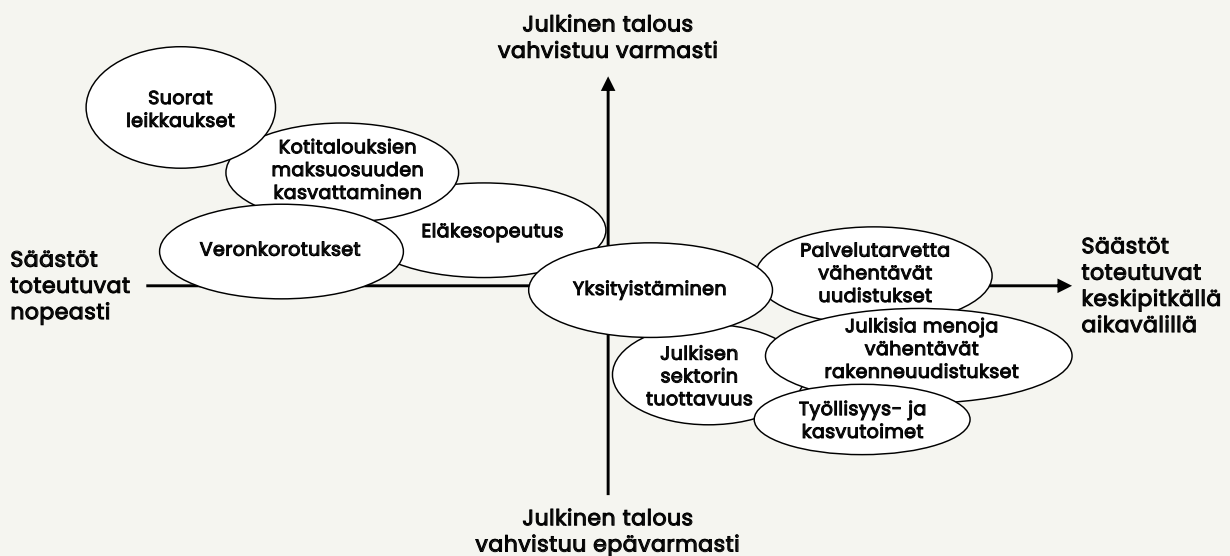 Julkinen talous
vahvistuu varmasti
Suorat
leikkaukset
Kotitalouksien
maksuosuuden
kasvattaminen
Eläkesopeutus
Veronkorotukset
Säästöt
toteutuvat
nopeasti
Yksityistäminen
Palvelutarvetta
vähentävät
uudistukset
Säästöt
toteutuvat
keskipitkällä
aikavälillä
Julkisia menoja
vähentävät
rakenneuudistukset
Julkisen
sektorin
tuottavuus
Työllisyys- ja
kasvutoimet
Julkinen talous
vahvistuu epävarmasti